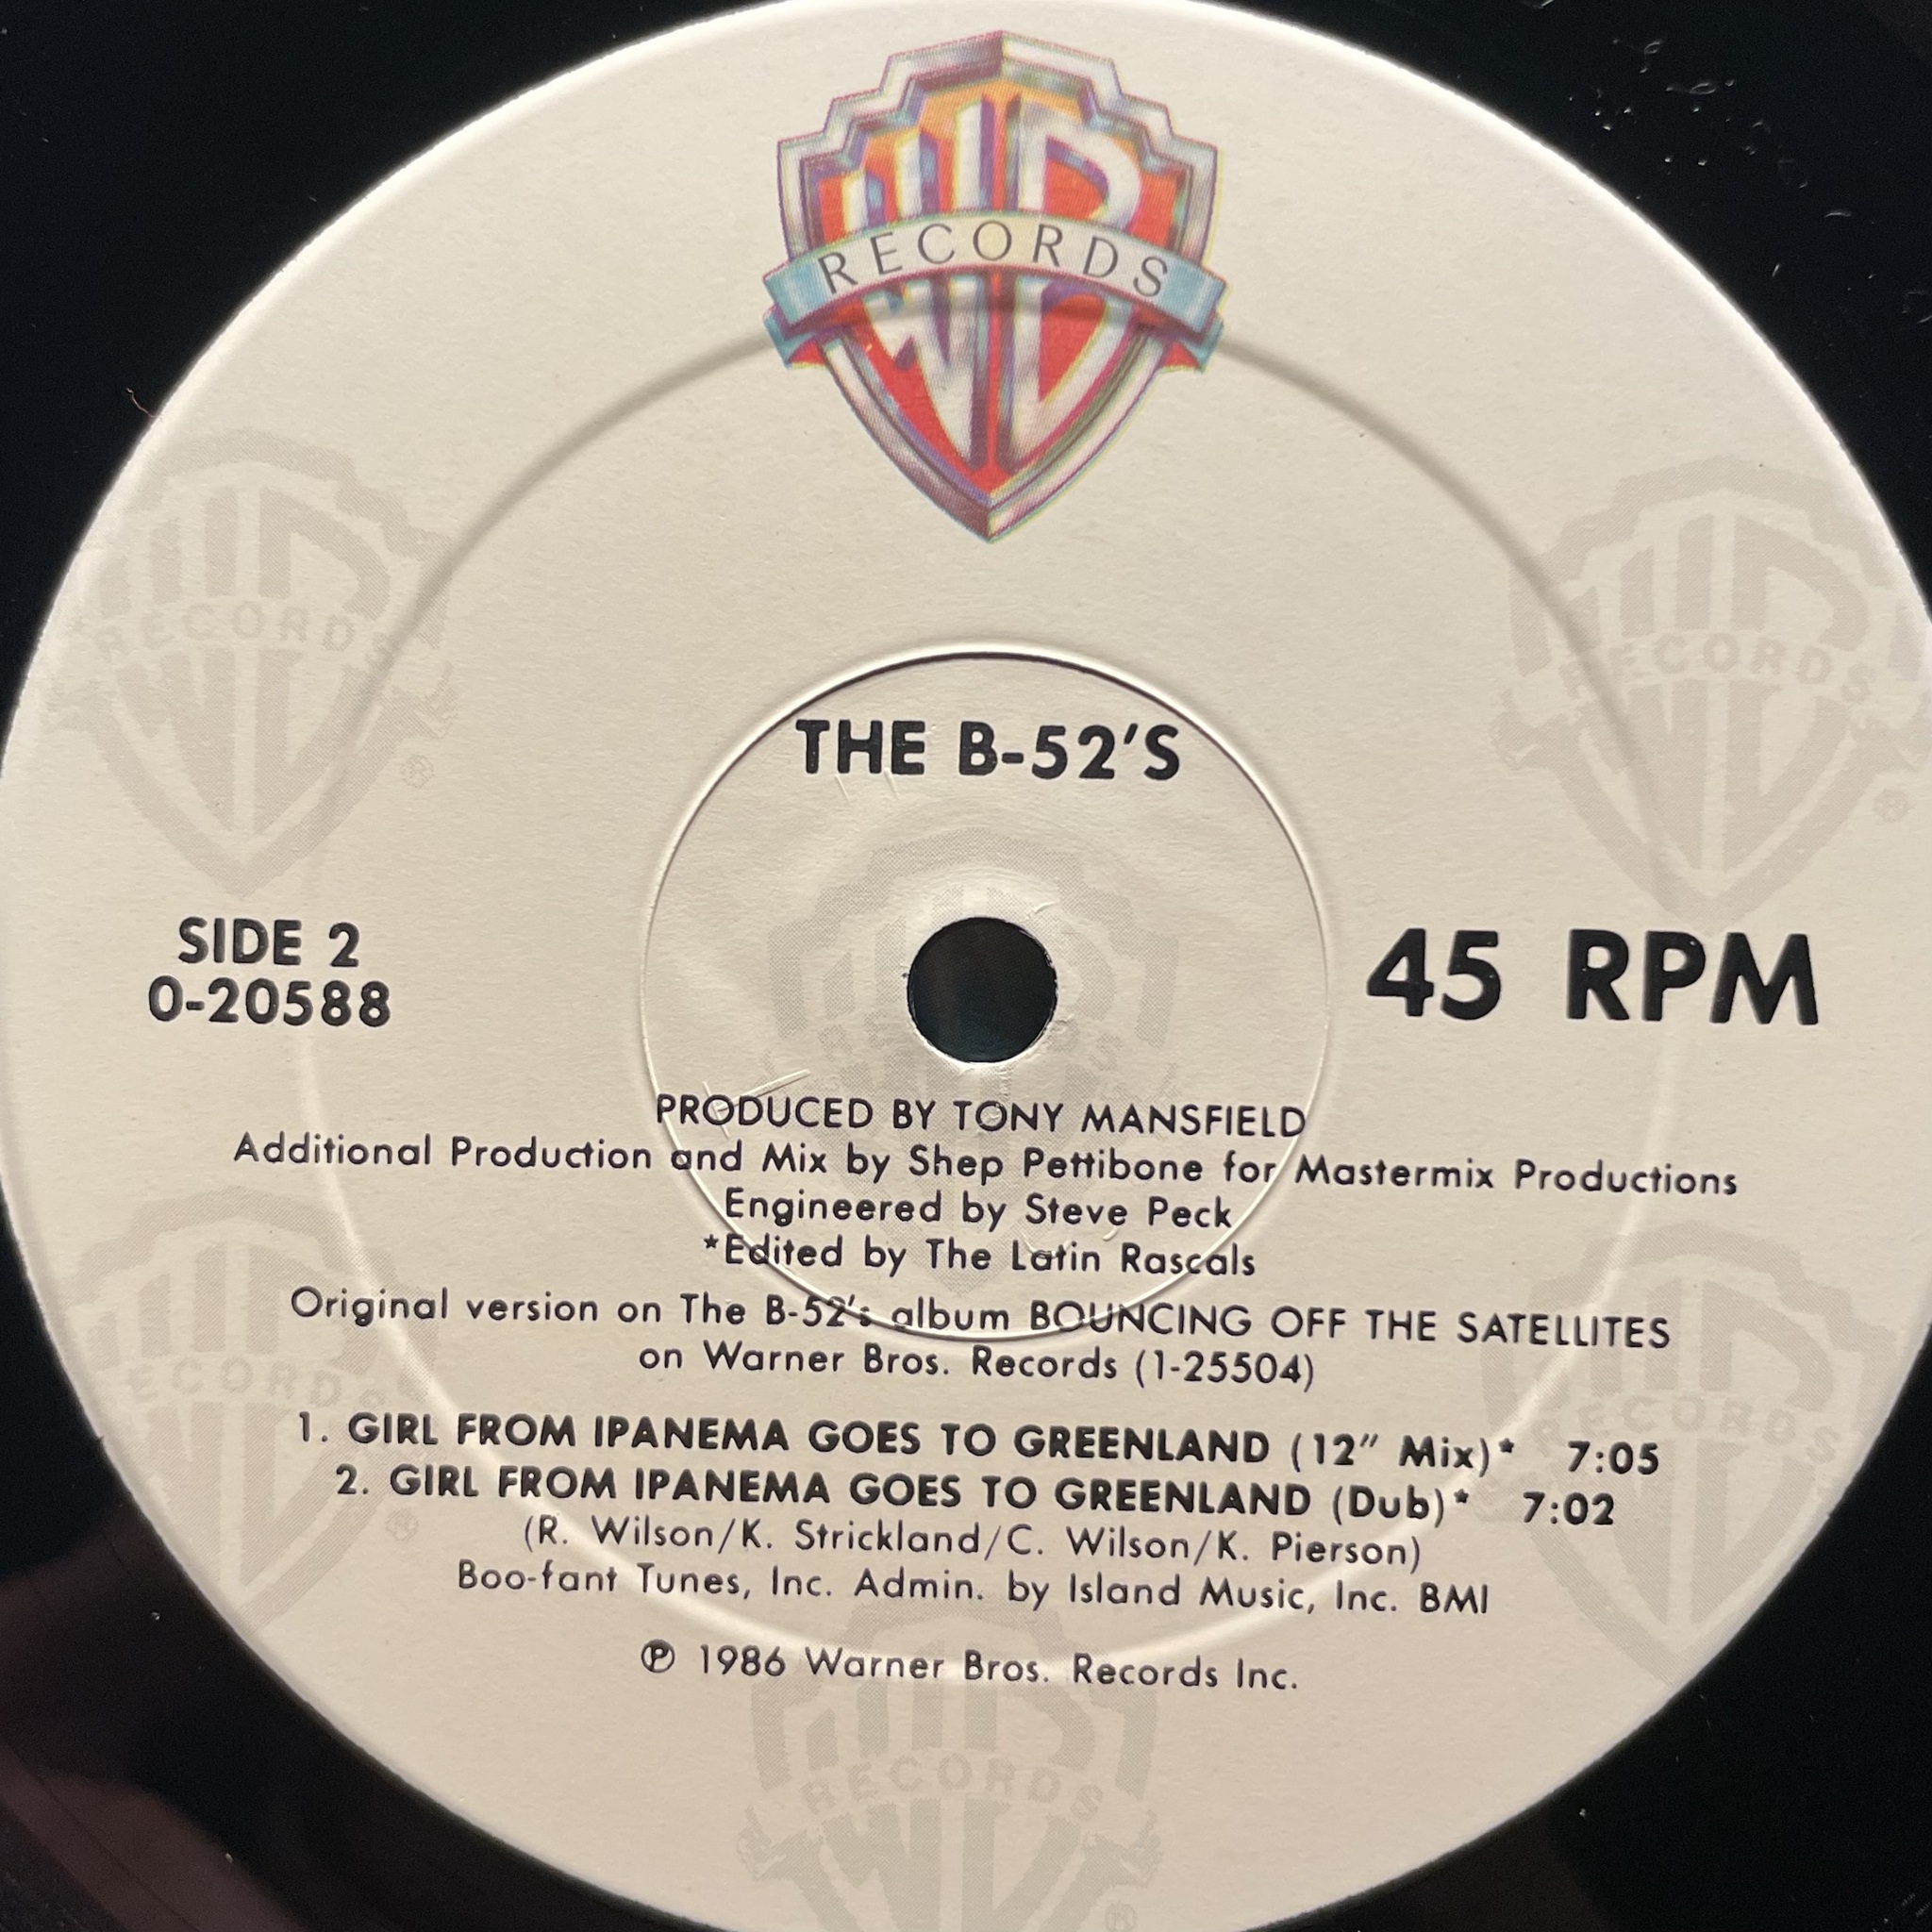 WB
RECORDS
THE B-52'S
SIDE 2
0-20588
45 RPM
PRODUCED BY TONY MANSFIELD
Additional Production and Mix by Shep Pettibone for Mastermix Productions
Engineered by Steve Peck
*Edited by The Latin Rascals
Original version on The B-52's album BOUNCING OFF THE SATELLITES
on Warner Bros. Records (1-25504)
1. GIRL FROM IPANEMA GOES TO GREENLAND (12" Mix)* 7:05
2. GIRL FROM IPANEMA GOES TO GREENLAND (Dub)* 7:02
(R. Wilson/K. Strickland/C. Wilson/K. Pierson)
Boo-fant Tunes, Inc. Admin. by Island Music, Inc. BMI
℗ 1986 Warner Bros. Records Inc.